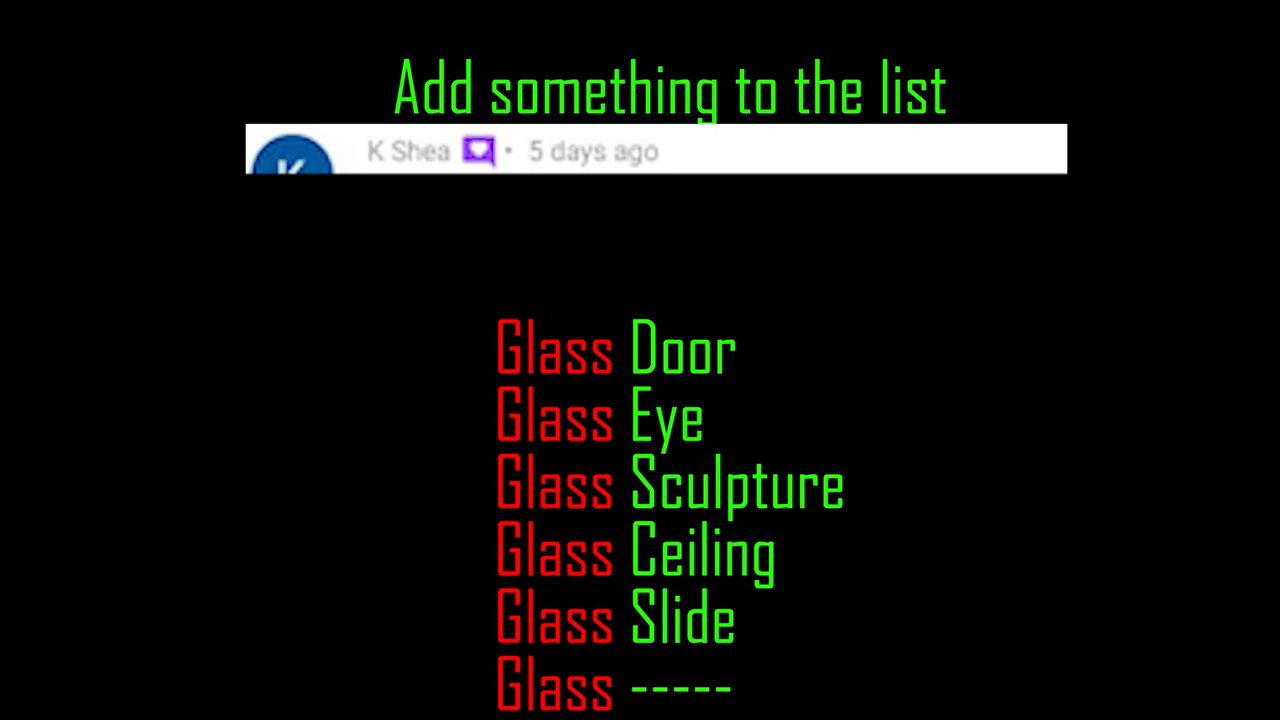 Add something to the list
K Shea • 5 days ago
Glass Door
Glass Eye
Glass Sculpture
Glass Ceiling
Glass Slide
Glass -----